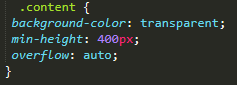 .content {
background-color: transparent;
min-height: 400px;
overflow: auto;
}